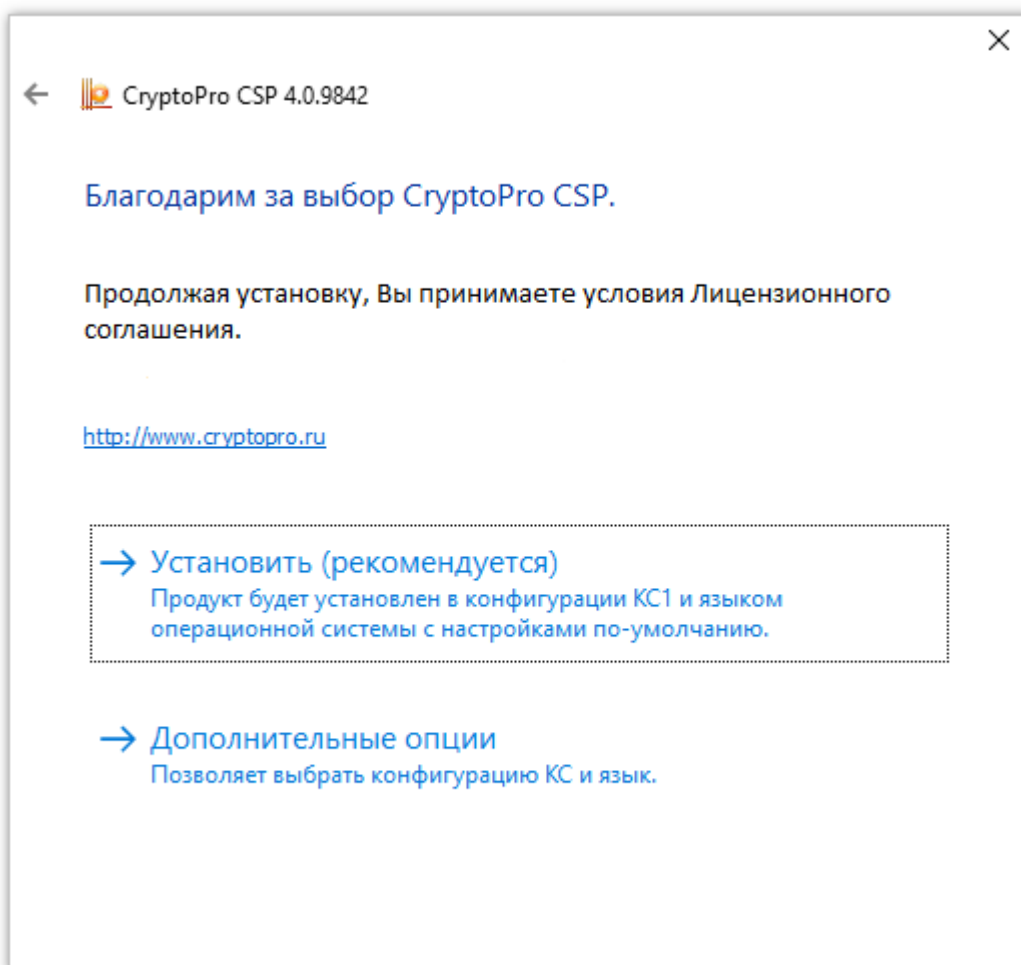 CryptoPro CSP 4.0.9842
Благодарим за выбор CryptoPro CSP.
Продолжая установку, Вы принимаете условия Лицензионного
соглашения.
http://www.cryptopro.ru
Установить (рекомендуется)
Продукт будет установлен в конфигурации КС1 и языком
операционной системы с настройками по-умолчанию.
Дополнительные опции
Позволяет выбрать конфигурацию КС и язык.